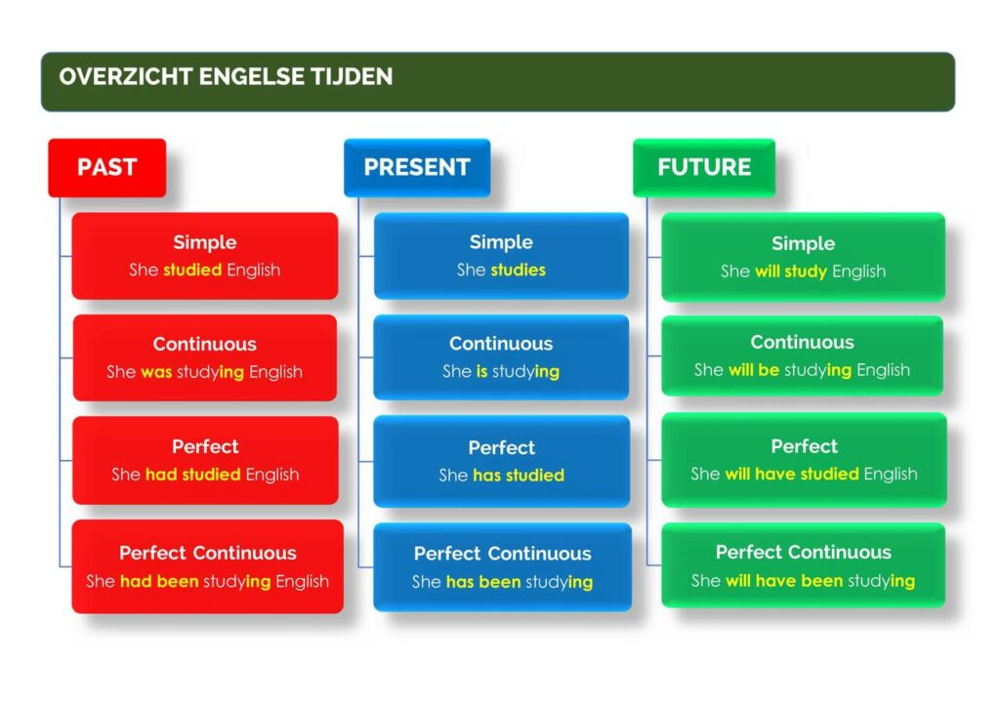 OVERZICHT ENGELSE TIJDEN
PAST
Simple
She studied English
Continuous
She was studying English
Perfect
She had studied English
Perfect Continuous
She had been studying English
PRESENT
Simple
She studies
Continuous
She is studying
Perfect
She has studied
Perfect Continuous
She has been studying
FUTURE
Simple
She will study English
Continuous
She will be studying English
Perfect
She will have studied English
Perfect Continuous
She will have been studying